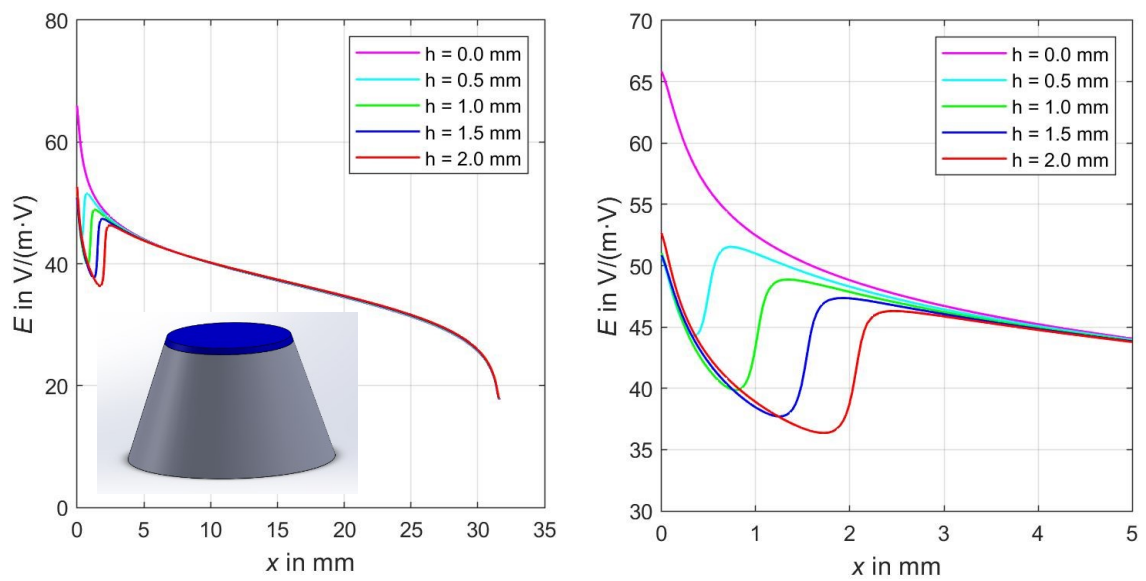 80
60
40
20
0
0 5 10 15 20 25 30 35
E in V/(m·V)
x in mm
h = 0.0 mm
h = 0.5 mm
h = 1.0 mm
h = 1.5 mm
h = 2.0 mm
70
65
60
55
50
45
40
35
30
0 1 2 3 4 5
E in V/(m·V)
x in mm
h = 0.0 mm
h = 0.5 mm
h = 1.0 mm
h = 1.5 mm
h = 2.0 mm